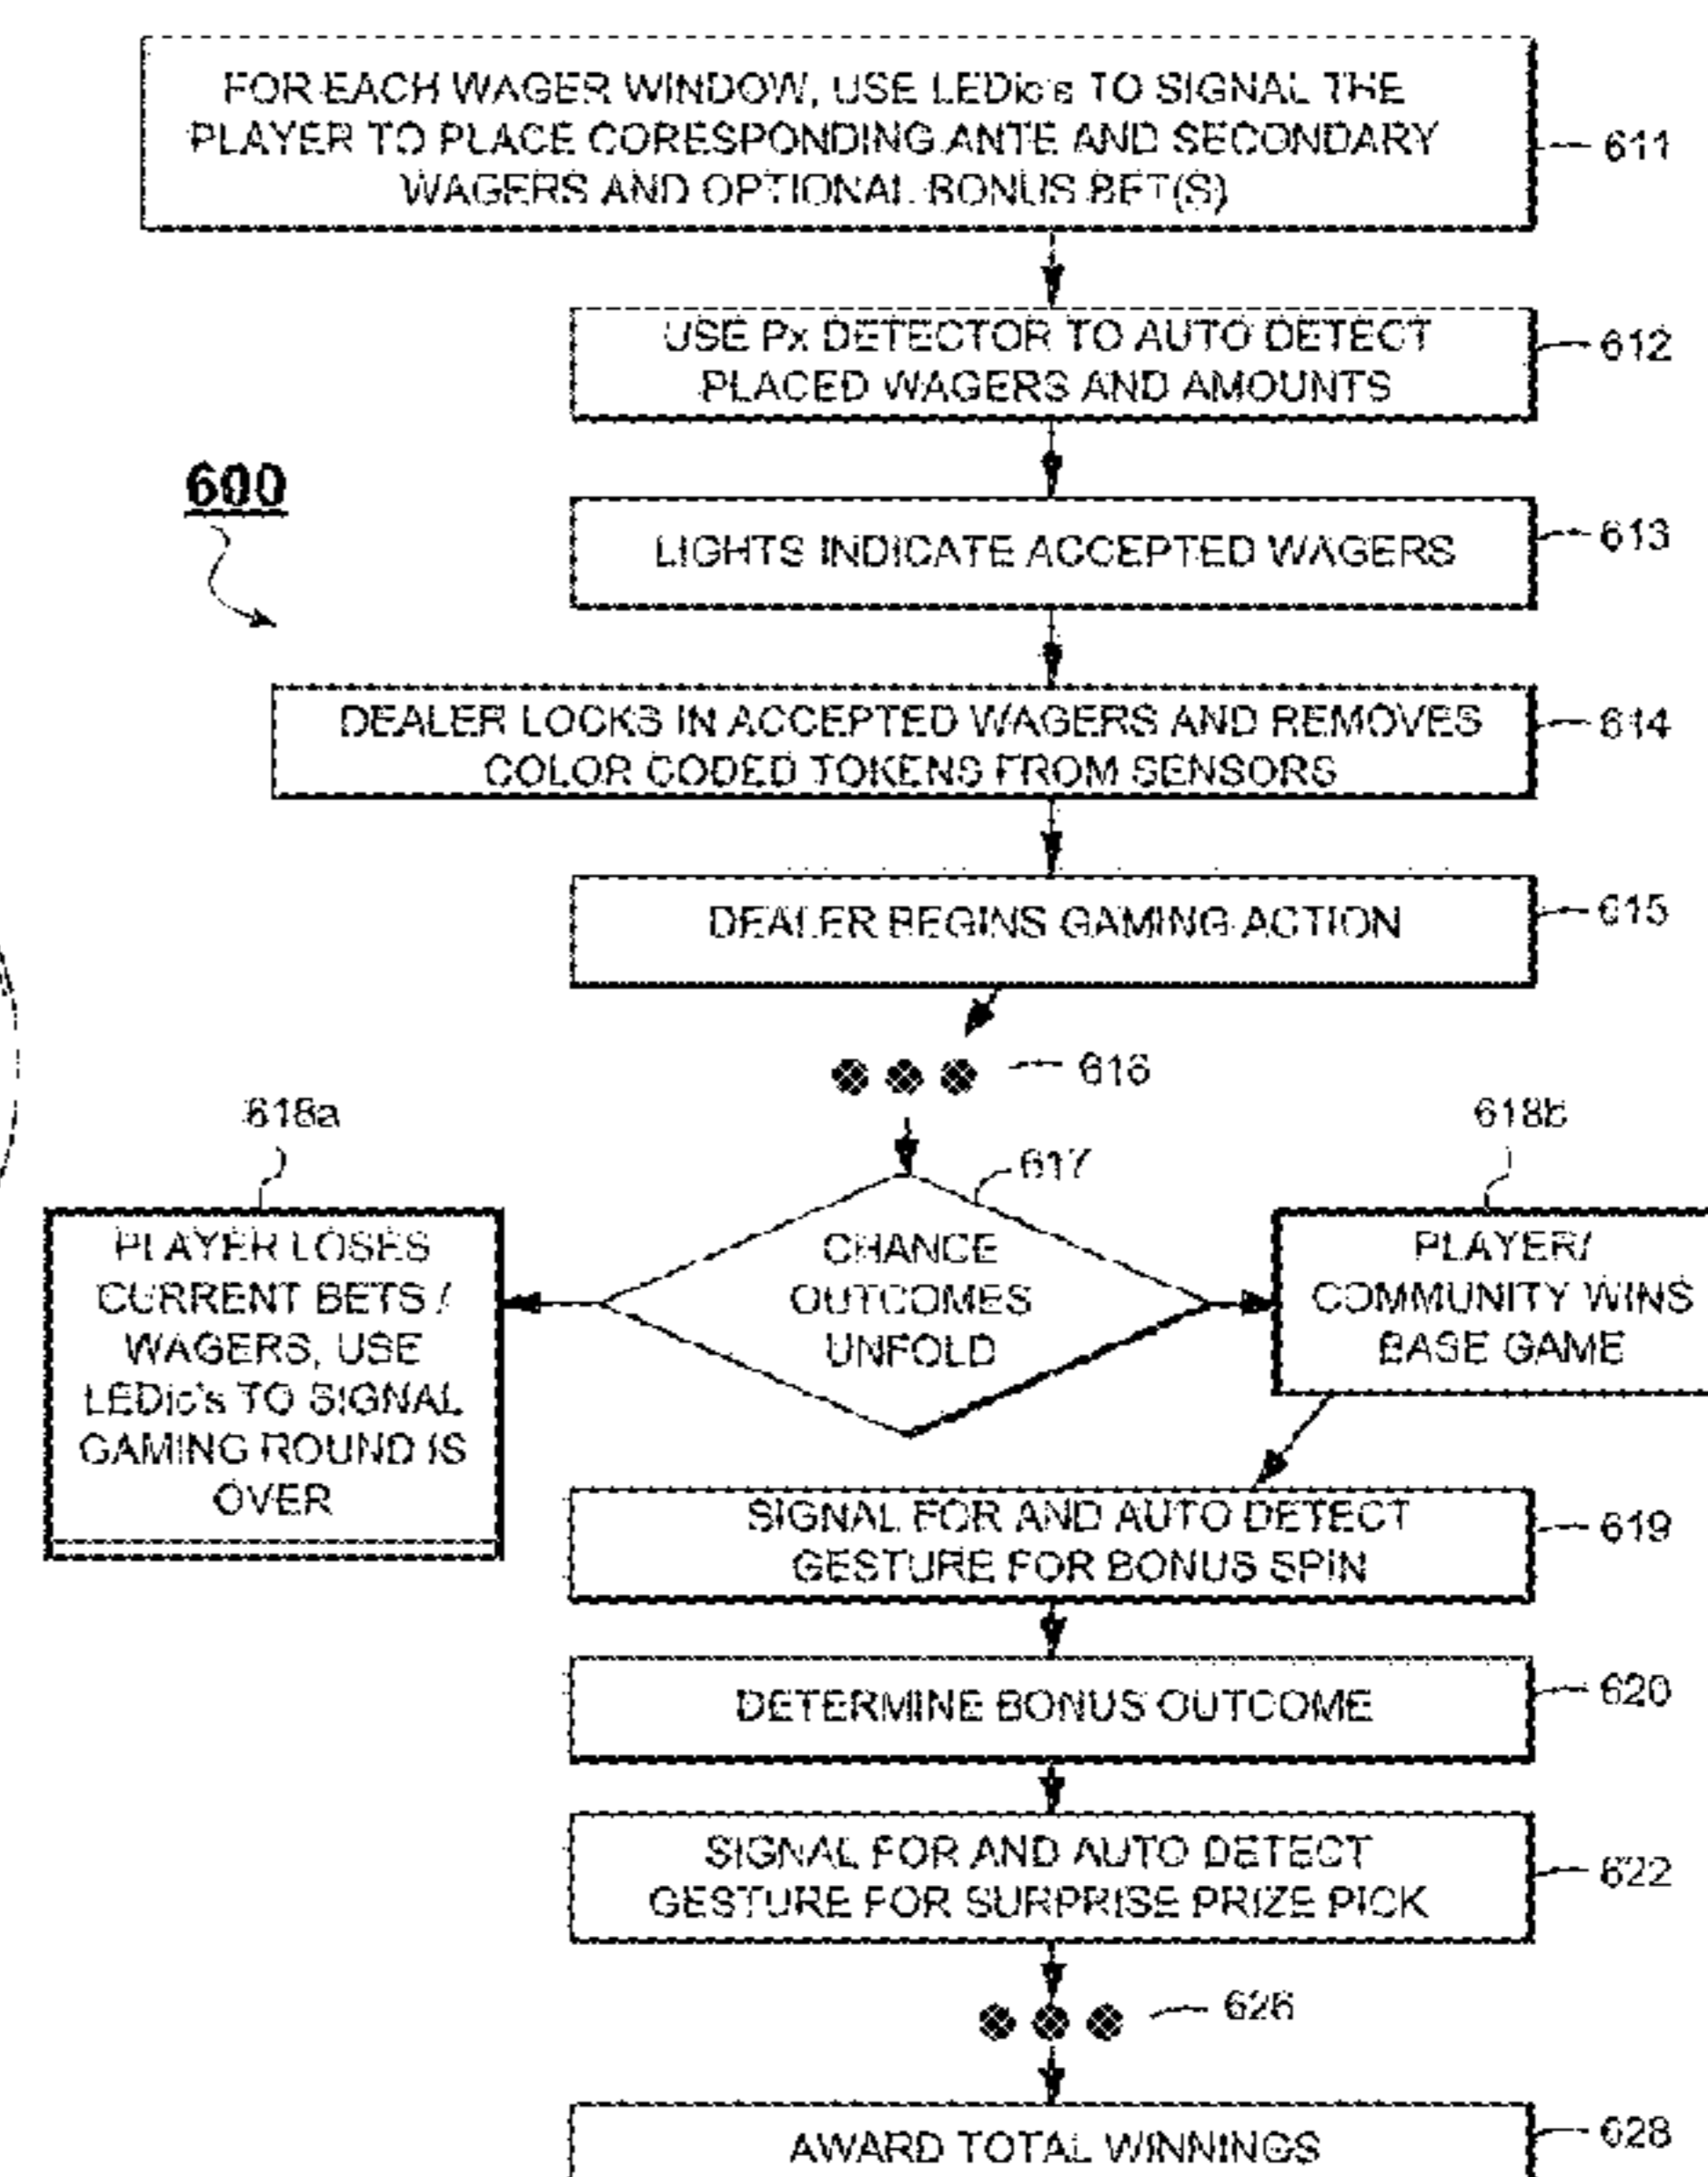 FOR EACH WAGER WINDOW, USE LEDic's TO SIGNAL THE
PLAYER TO PLACE CORESPONDING ANTE AND SECONDARY
WAGERS AND OPTIONAL BONUS BET(S)
611
USE Px DETECTOR TO AUTO DETECT
PLACED WAGERS AND AMOUNTS
612
600
LIGHTS INDICATE ACCEPTED WAGERS
613
DEALER LOCKS IN ACCEPTED WAGERS AND REMOVES
COLOR CODED TOKENS FROM SENSORS
614
DEALER BEGINS GAMING ACTION
615
616
618a
618b
617
PLAYER LOSES
CURRENT BETS /
WAGERS, USE
LEDic's TO SIGNAL
GAMING ROUND IS
OVER
CHANCE
OUTCOMES
UNFOLD
PLAYER/
COMMUNITY WINS
BASE GAME
SIGNAL FOR AND AUTO DETECT
GESTURE FOR BONUS SPIN
619
DETERMINE BONUS OUTCOME
620
SIGNAL FOR AND AUTO DETECT
GESTURE FOR SURPRISE PRIZE PICK
622
626
AWARD TOTAL WINNINGS
628